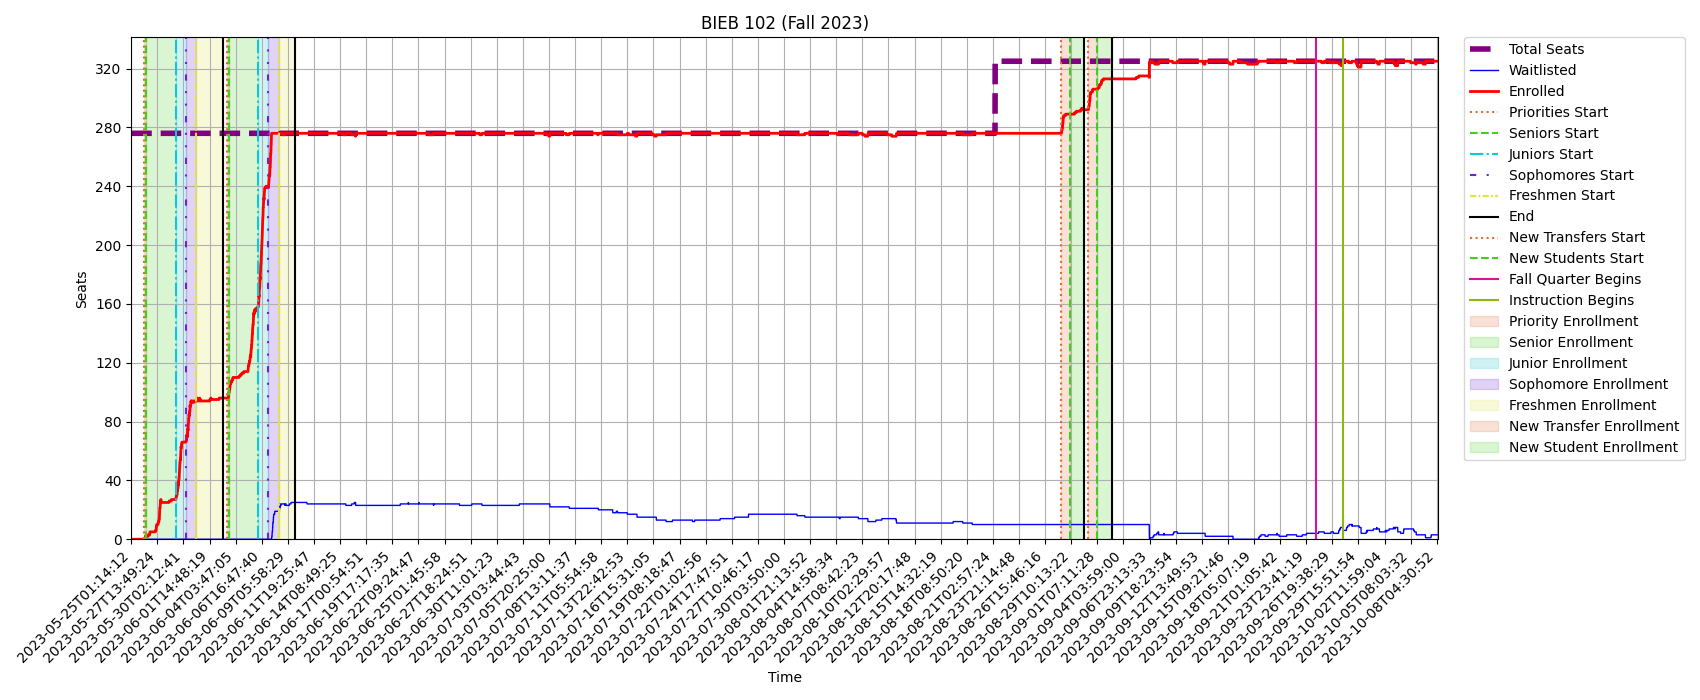 BIEB 102 (Fall 2023)
Seats
320
280
240
200
160
120
80
40
0
2023-05-25T01:14:12
2023-05-27T13:49:24
2023-05-30T02:12:41
2023-06-01T14:48:19
2023-06-04T03:47:05
2023-06-06T16:47:40
2023-06-09T05:58:29
2023-06-11T19:25:47
2023-06-14T08:49:25
2023-06-17T00:54:51
2023-06-19T17:17:35
2023-06-22T09:24:47
2023-06-25T01:45:58
2023-06-27T18:24:51
2023-06-30T11:01:23
2023-07-03T03:44:43
2023-07-05T20:25:00
2023-07-08T13:11:37
2023-07-11T05:54:58
2023-07-13T22:42:53
2023-07-16T15:31:05
2023-07-19T08:18:47
2023-07-22T01:02:56
2023-07-24T17:47:51
2023-07-27T10:46:17
2023-07-30T03:50:00
2023-08-01T21:13:52
2023-08-04T14:58:34
2023-08-07T08:42:23
2023-08-10T02:29:57
2023-08-12T20:17:48
2023-08-15T14:32:19
2023-08-18T08:50:20
2023-08-21T02:57:24
2023-08-23T21:14:48
2023-08-26T15:46:16
2023-08-29T10:13:22
2023-09-01T07:11:28
2023-09-04T03:59:00
2023-09-06T23:13:33
2023-09-09T18:23:54
2023-09-12T13:49:53
2023-09-15T09:21:46
2023-09-18T05:07:19
2023-09-21T01:05:42
2023-09-23T23:41:19
2023-09-26T19:38:29
2023-09-29T15:51:54
2023-10-02T11:59:04
2023-10-05T08:03:32
2023-10-08T04:30:52
Time
Total Seats
Waitlisted
Enrolled
Priorities Start
Seniors Start
Juniors Start
Sophomores Start
Freshmen Start
End
New Transfers Start
New Students Start
Fall Quarter Begins
Instruction Begins
Priority Enrollment
Senior Enrollment
Junior Enrollment
Sophomore Enrollment
Freshmen Enrollment
New Transfer Enrollment
New Student Enrollment